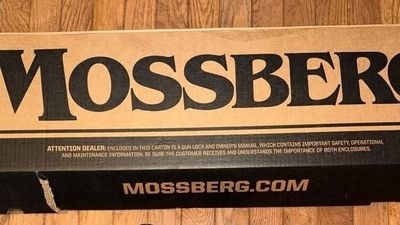 MOSSBERG
ATTENTION DEALER: ENCLOSED IN THIS CARTON IS A GUN LOCK AND OWNER'S MANUAL, WHICH CONTAINS IMPORTANT SAFETY, OPERATIONAL
AND MAINTENANCE INFORMATION. BE SURE THE CUSTOMER RECEIVES AND UNDERSTANDS THE IMPORTANCE OF BOTH ENCLOSURES.
MOSSBERG.COM